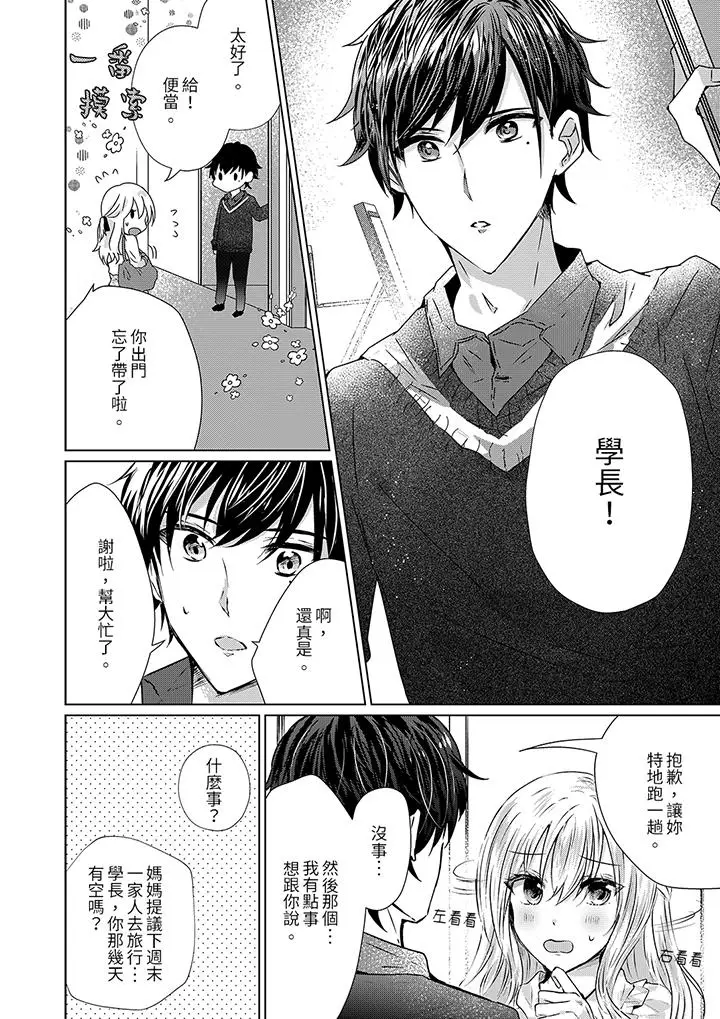 學長！
太好了。
給！
便當。
一番
摸索
你出門
忘了帶了啦。
啊，
還真是。
謝啦，幫大忙了。
抱歉，讓妳
特地跑一趟。
右看看
左看看
沒事…
然後那個…
我有點事
想跟你說。
什麼事？
媽媽提議下週末
一家人去旅行…
學長，你那幾天
有空嗎？